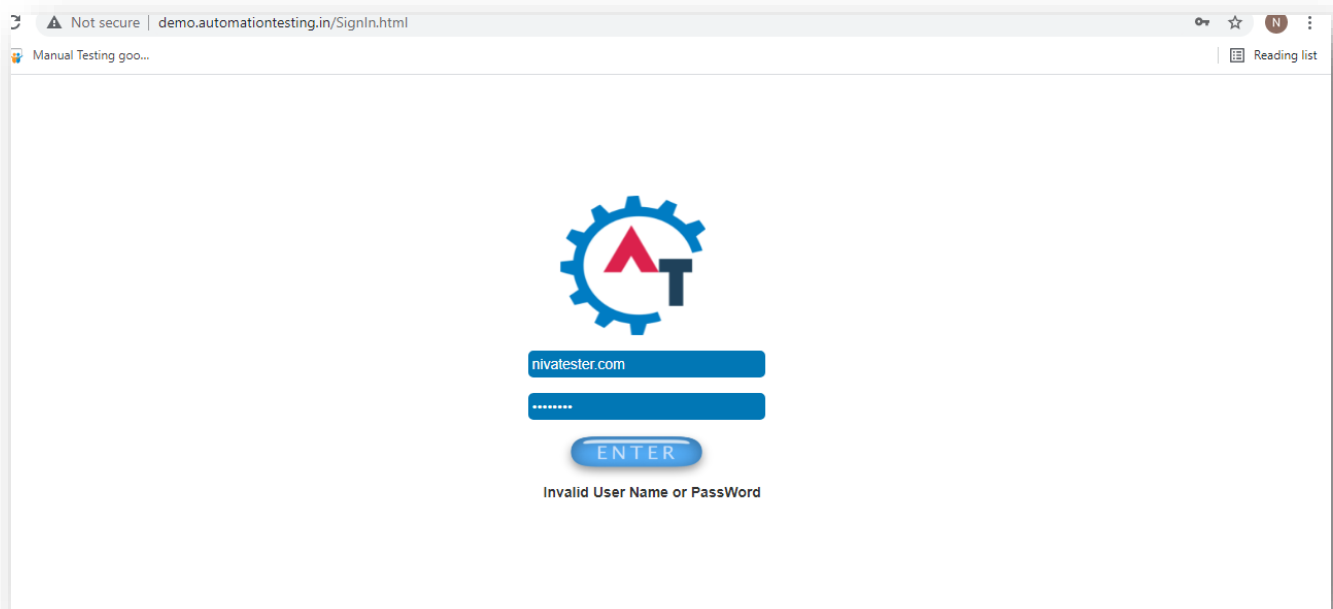 Not secure | demo.automationtesting.in/SignIn.html N
Manual Testing goo... Reading list
AT
nivatester.com
••••••••
ENTER
Invalid User Name or PassWord